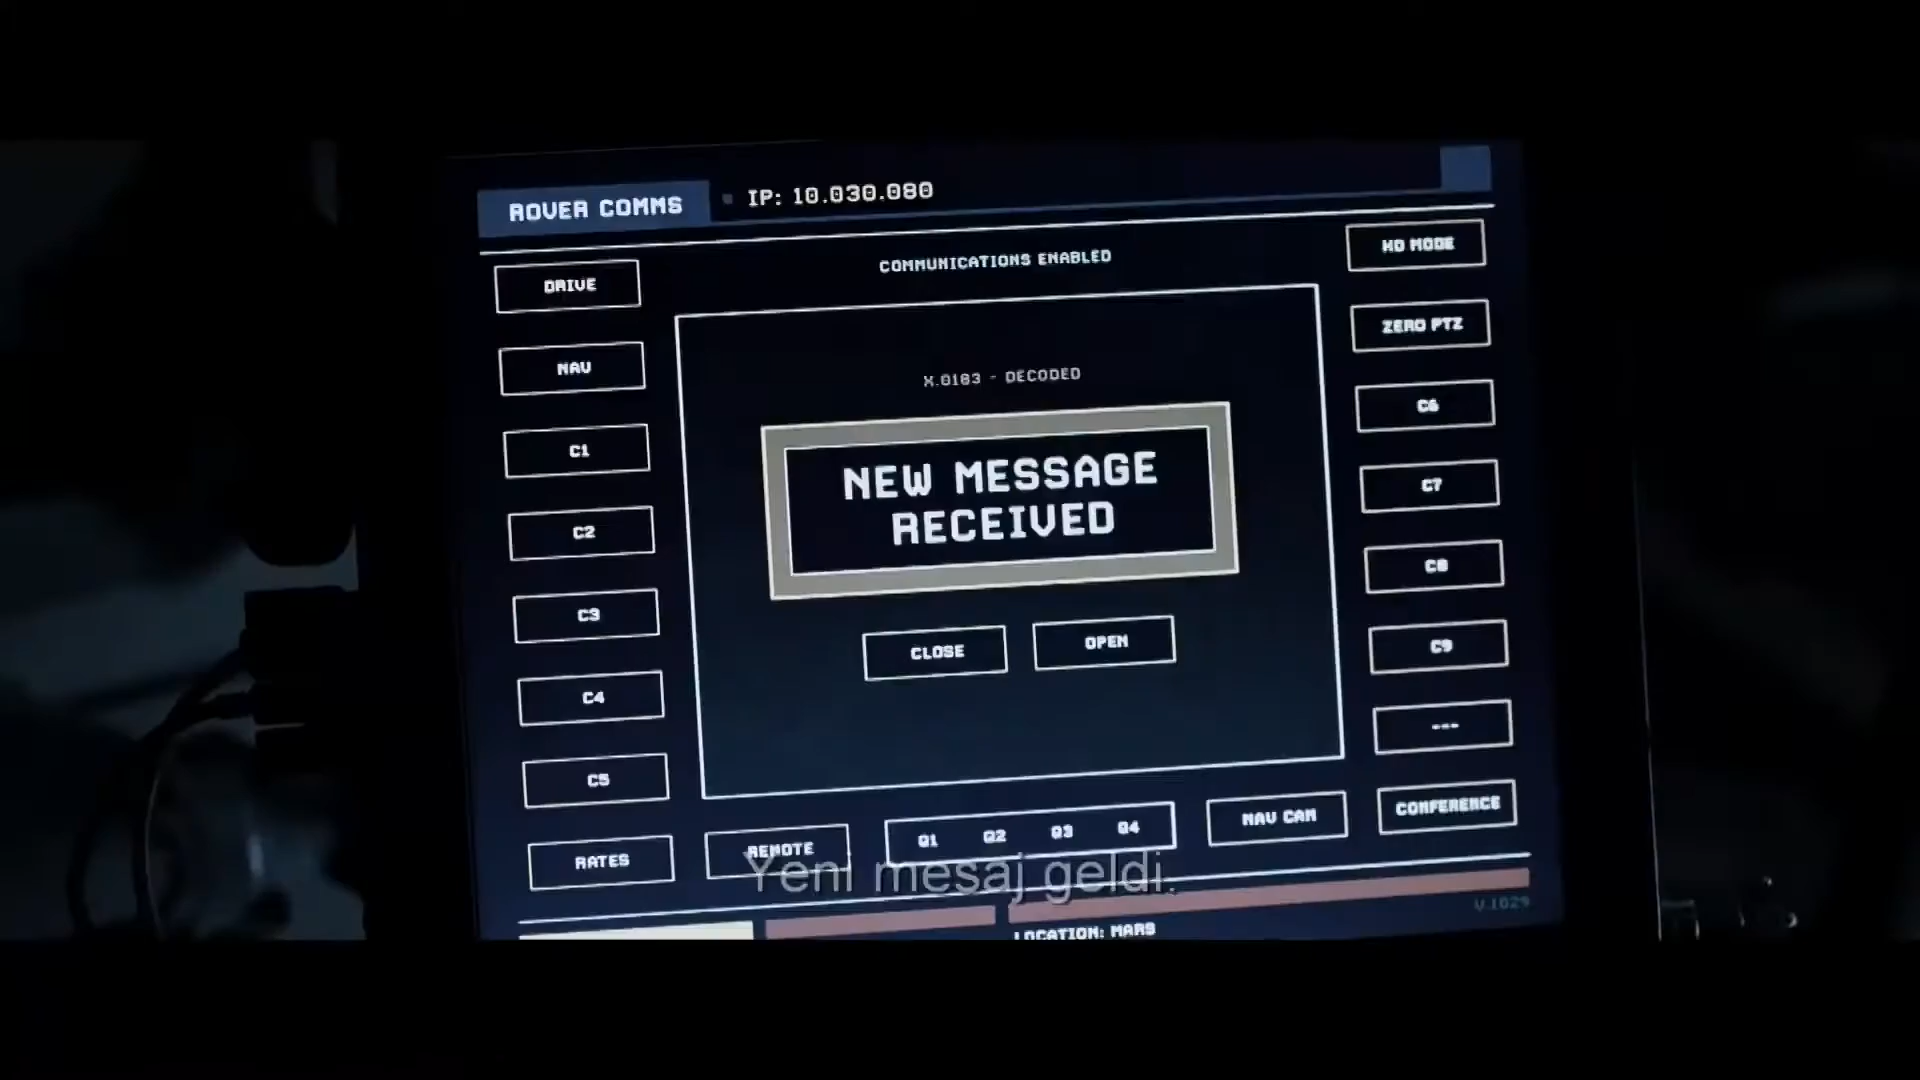 ROVER COMMS
IP: 10.030.080
COMMUNICATIONS ENABLED
HD MODE
DRIVE
ZERO PTZ
NAV
X.0183 - DECODED
C6
C1
NEW MESSAGE
RECEIVED
C7
C2
C8
C3
CLOSE
OPEN
C9
C4
---
C5
CONFERENCE
NAV CAM
Q1 Q2 Q3 Q4
REMOTE
RATES
Yeni mesaj geldi.
V.1029
LOCATION: MARS